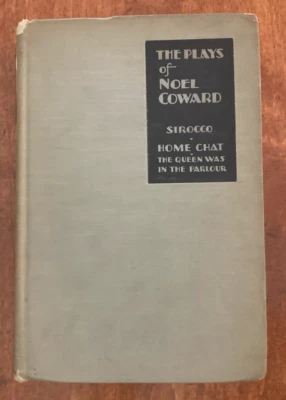 THE PLAYS
of
NOEL
COWARD
SIROCCO
HOME CHAT
THE QUEEN WAS
IN THE PARLOUR